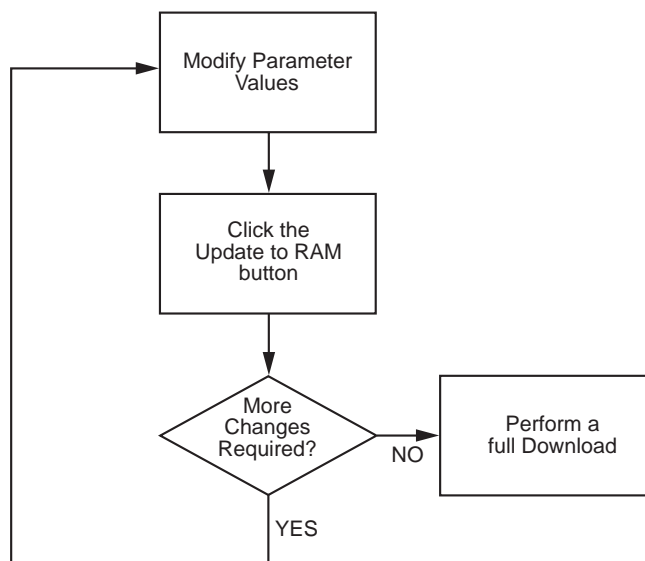 Modify Parameter
Values
Click the
Update to RAM
button
More
Changes
Required?
NO
Perform a
full Download
YES